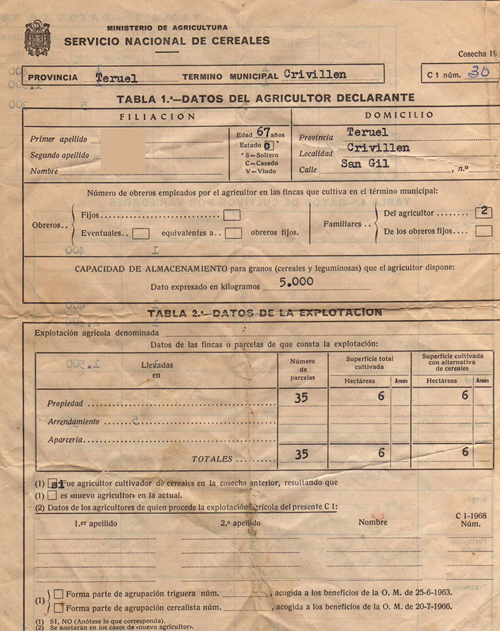 MINISTERIO DE AGRICULTURA
SERVICIO NACIONAL DE CEREALES
Cosecha 19
PROVINCIA Teruel TERMINO MUNICIPAL Crivillen
C 1 núm. 30
TABLA 1.ª—DATOS DEL AGRICULTOR DECLARANTE
FILIACION
DOMICILIO
Primer apellido
Segundo apellido
Nombre
Edad 67 años
Estado C *
* S = Soltero
C = Casado
V = Viudo
Provincia Teruel
Localidad Crivillen
Calle San Gil , n.º
Número de obreros empleados por el agricultor en las fincas que cultiva en el término municipal:
Obreros..
Fijos
Eventuales equivalentes a.. obreros fijos.
Familiares..
Del agricultor 2
De los obreros fijos....
CAPACIDAD DE ALMACENAMIENTO para granos (cereales y leguminosas) que el agricultor dispone:
Dato expresado en kilogramos 5.000
TABLA 2.ª—DATOS DE LA EXPLOTACION
Explotación agrícola denominada
Datos de las fincas o parcelas de que consta la explotación:
Llevadas en
Número de parcelas
Superficie total cultivada
Superficie cultivada con alternativa de cereales
Hectáreas Areas Hectáreas Areas
Propiedad 35 6 6
Arrendamiento
Aparcería
TOTALES 35 6 6
(1) si fue agricultor cultivador de cereales en la cosecha anterior, resultando que
(1) es «nuevo agricultor» en la actual.
(2) Datos de los agricultores de quien procede la explotación agrícola del presente C 1:
1.er apellido 2.º apellido Nombre C 1-1968 Núm.
(1)
Forma parte de agrupación triguera núm. , acogida a los beneficios de la O. M. de 25-6-1963.
Forma parte de agrupación cerealista núm. , acogida a los beneficios de la O. M. de 20-7-1966.
(1) SI, NO (Anótese lo que corresponda).
(2) Se anotarán en los casos de «nuevo agricultor».